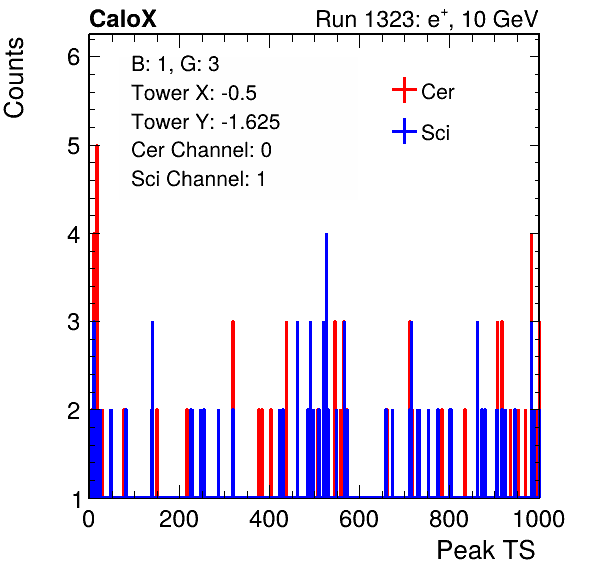 CaloX Run 1323: e⁺, 10 GeV
Counts
B: 1, G: 3
Tower X: -0.5
Tower Y: -1.625
Cer Channel: 0
Sci Channel: 1
Cer
Sci
6
5
4
3
2
1
0 200 400 600 800 1000
Peak TS